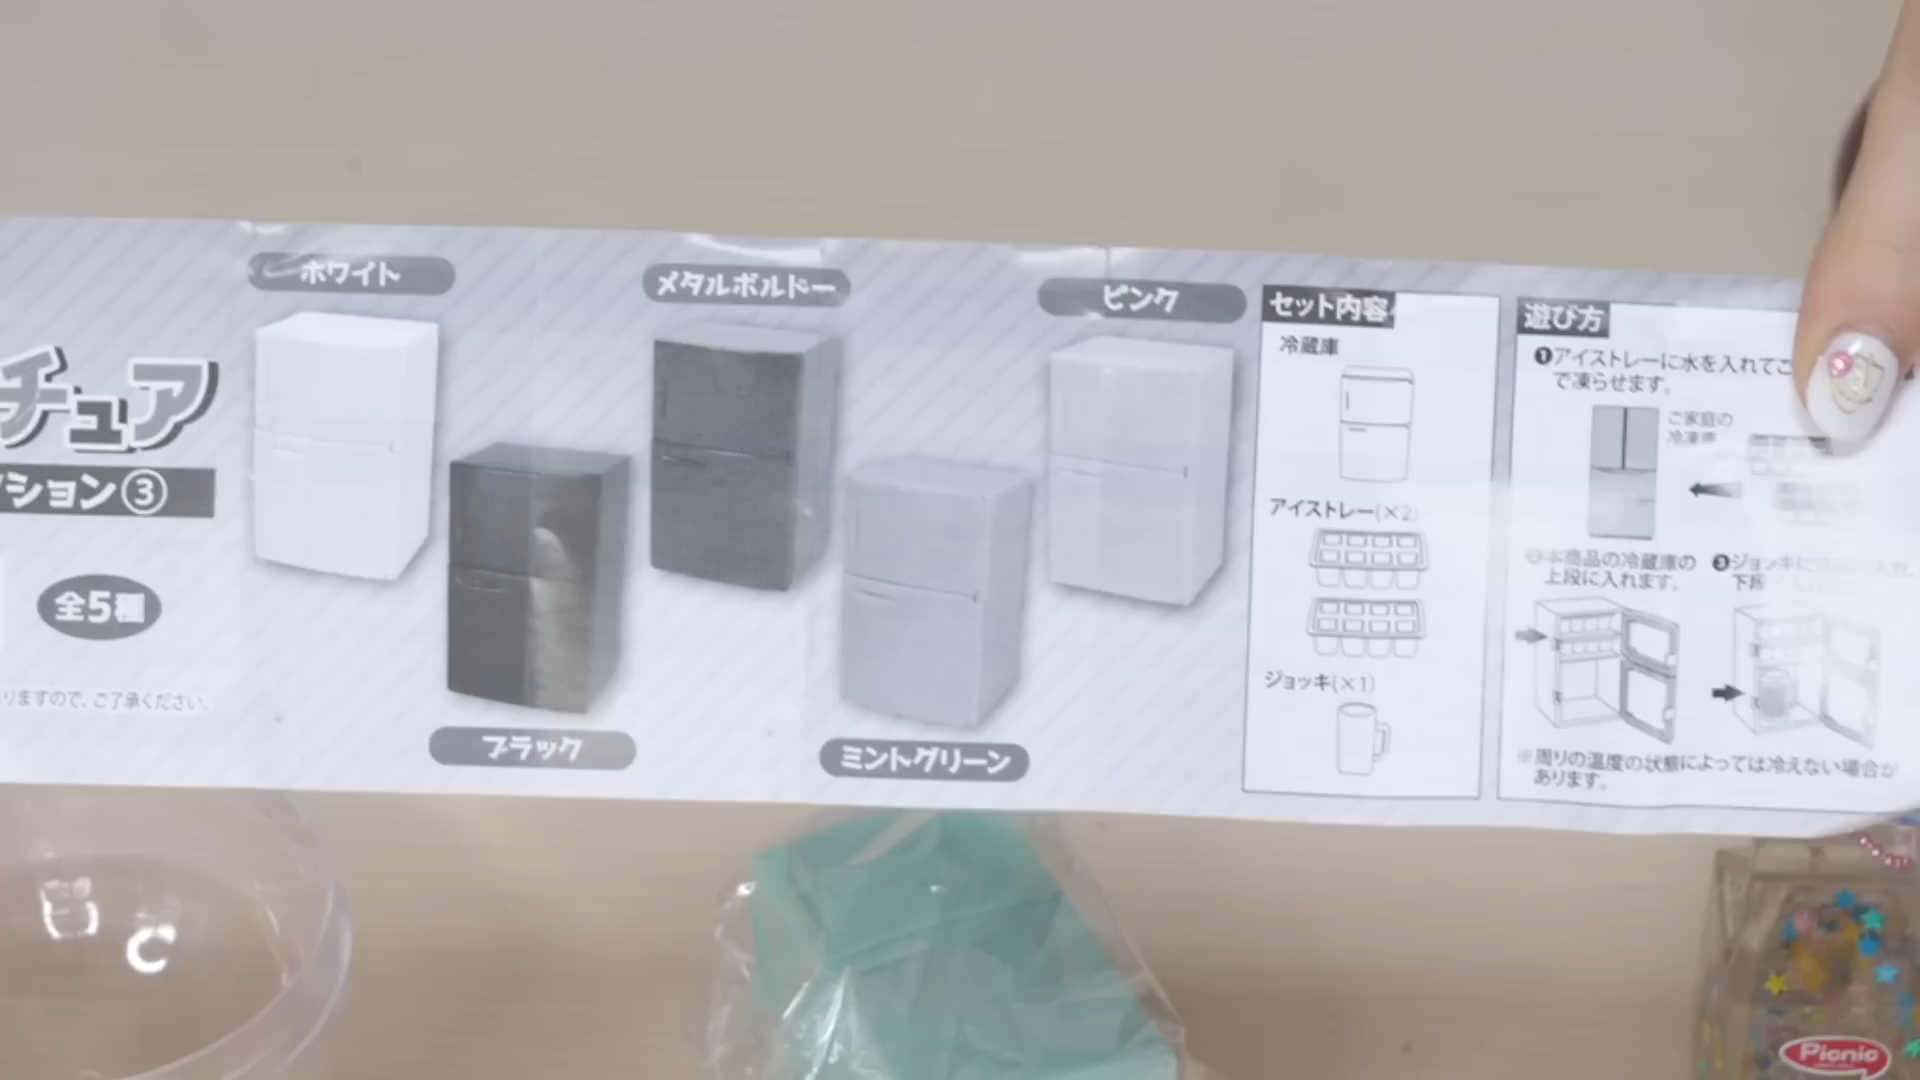 チュア
ション③
全5種
りますので、ご了承ください。
ホワイト
ブラック
メタルボルドー
ミントグリーン
ピンク
セット内容
冷蔵庫
アイストレー(×2)
ジョッキ(×1)
遊び方
❶アイストレーに水を入れてご
で凍らせます。
ご家庭の
冷凍庫
❷本商品の冷蔵庫の
上段に入れます。
❸ジョッキに
下段
※周りの温度の状態によっては冷えない場合が
あります。
Picnic